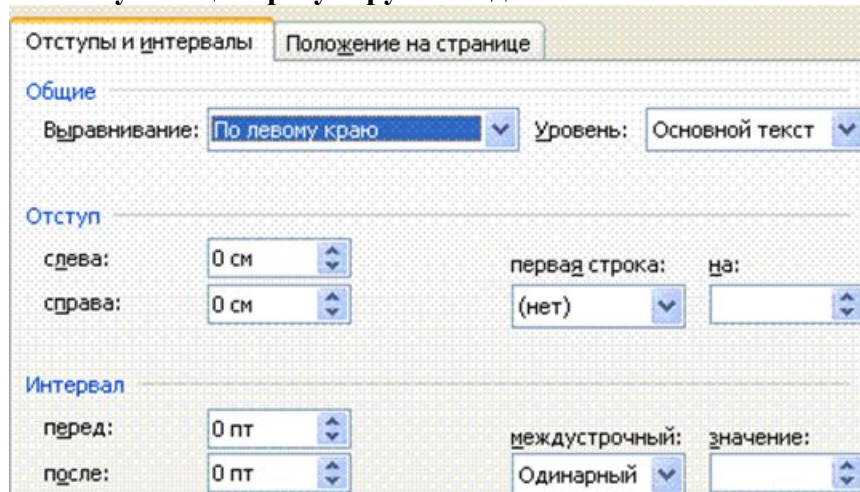 Отступы и интервалы Положение на странице
Общие
Выравнивание: По левому краю Уровень: Основной текст
Отступ
слева: 0 см первая строка: на:
справа: 0 см (нет)
Интервал
перед: 0 пт междустрочный: значение:
после: 0 пт Одинарный